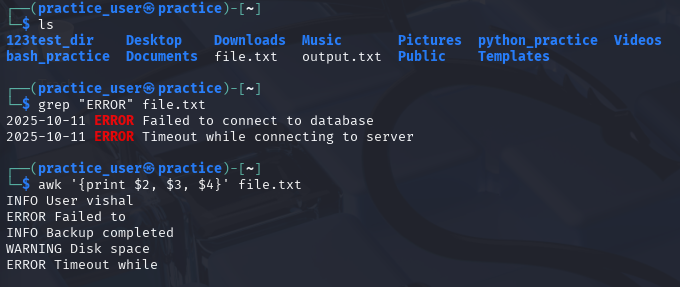 ┌──(practice_user㉿practice)-[~]
└─$ ls
123test_dir    Desktop    Downloads  Music       Pictures  python_practice  Videos
bash_practice  Documents  file.txt   output.txt  Public    Templates
┌──(practice_user㉿practice)-[~]
└─$ grep "ERROR" file.txt
2025-10-11 ERROR Failed to connect to database
2025-10-11 ERROR Timeout while connecting to server
┌──(practice_user㉿practice)-[~]
└─$ awk '{print $2, $3, $4}' file.txt
INFO User vishal
ERROR Failed to
INFO Backup completed
WARNING Disk space
ERROR Timeout while